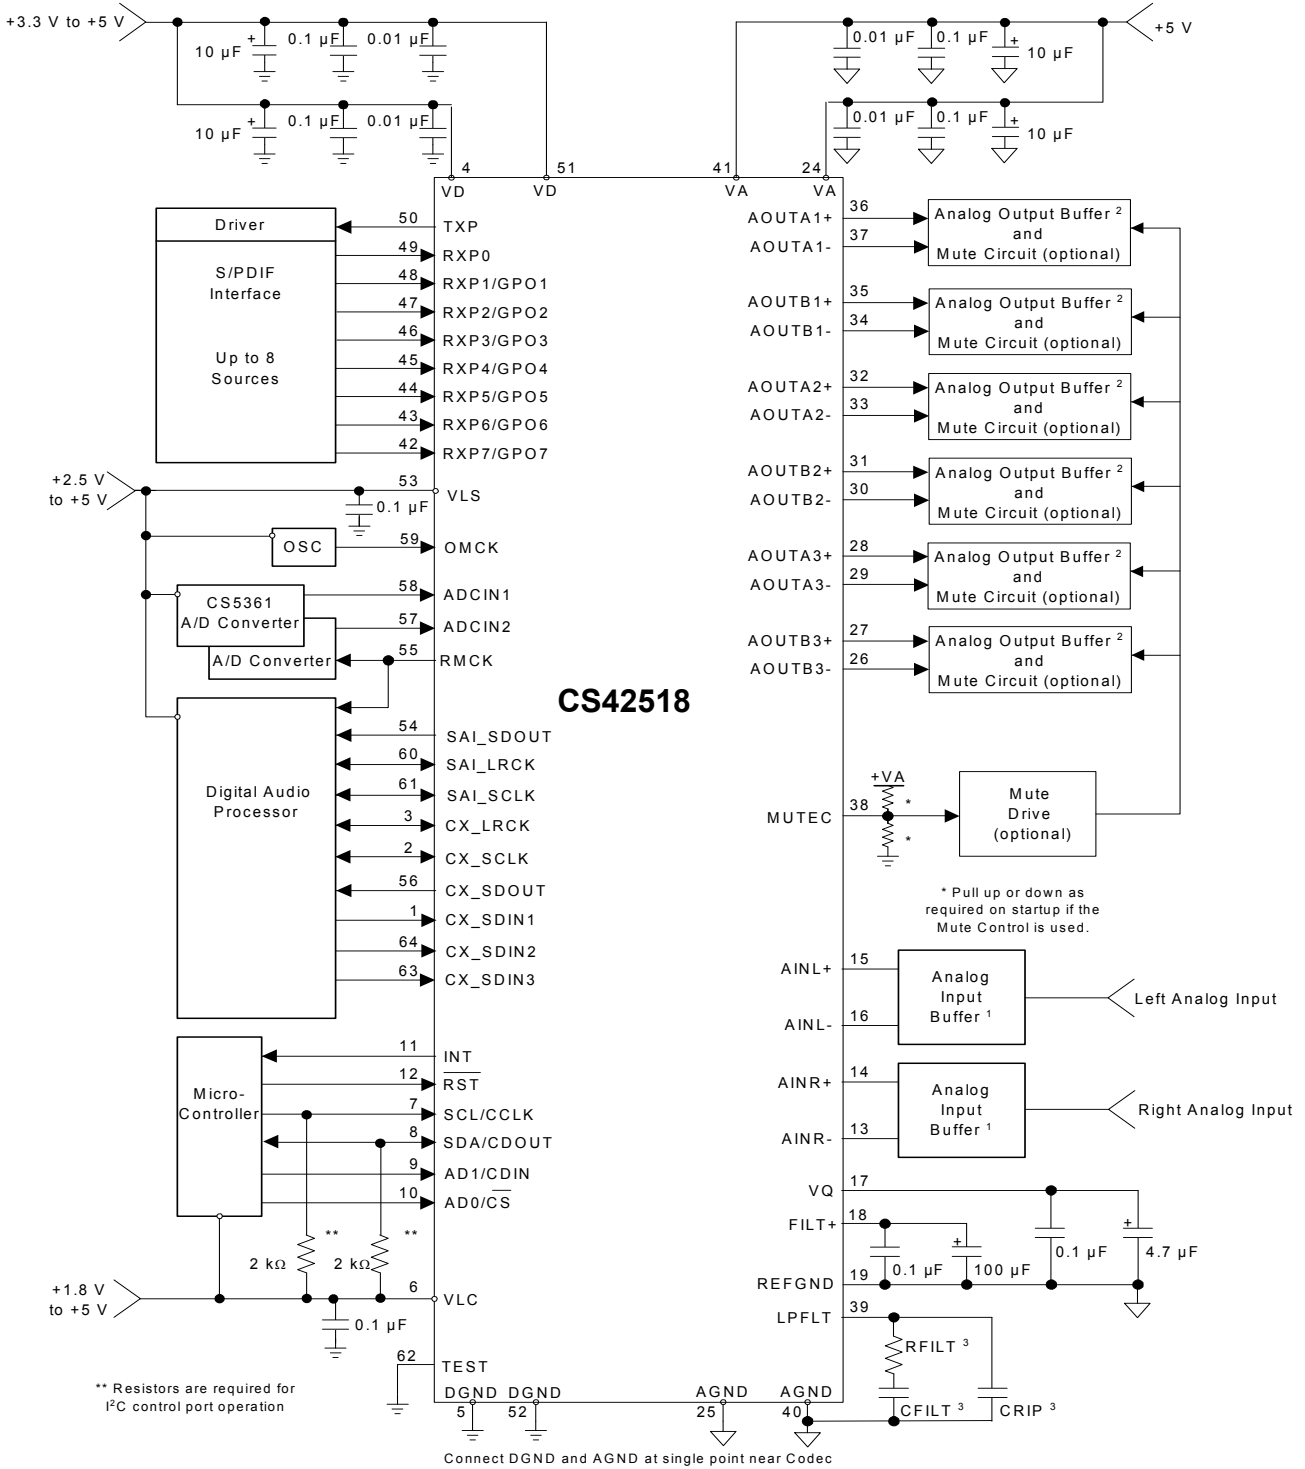 +3.3 V to +5 V
10 µF
+
0.1 µF
0.01 µF
0.01 µF
0.1 µF
+
10 µF
+5 V
10 µF
+
0.1 µF
0.01 µF
0.01 µF
0.1 µF
+
10 µF
4
51
41
24
VD
VD
VA
VA
Driver
S/PDIF
Interface
Up to 8
Sources
50 TXP
49 RXP0
48 RXP1/GPO1
47 RXP2/GPO2
46 RXP3/GPO3
45 RXP4/GPO4
44 RXP5/GPO5
43 RXP6/GPO6
42 RXP7/GPO7
+2.5 V
to +5 V
53 VLS
0.1 µF
OSC
59 OMCK
CS5361
A/D Converter
58 ADCIN1
57 ADCIN2
A/D Converter
55 RMCK
Digital Audio
Processor
54 SAI_SDOUT
60 SAI_LRCK
61 SAI_SCLK
3 CX_LRCK
2 CX_SCLK
56 CX_SDOUT
1 CX_SDIN1
64 CX_SDIN2
63 CX_SDIN3
Micro-
Controller
11 INT
12 RST
7 SCL/CCLK
8 SDA/CDOUT
9 AD1/CDIN
10 AD0/CS
2 kΩ
**
2 kΩ
**
+1.8 V
to +5 V
6 VLC
0.1 µF
62 TEST
** Resistors are required for
I²C control port operation
CS42518
AOUTA1+ 36
AOUTA1- 37
Analog Output Buffer ²
and
Mute Circuit (optional)
AOUTB1+ 35
AOUTB1- 34
Analog Output Buffer ²
and
Mute Circuit (optional)
AOUTA2+ 32
AOUTA2- 33
Analog Output Buffer ²
and
Mute Circuit (optional)
AOUTB2+ 31
AOUTB2- 30
Analog Output Buffer ²
and
Mute Circuit (optional)
AOUTA3+ 28
AOUTA3- 29
Analog Output Buffer ²
and
Mute Circuit (optional)
AOUTB3+ 27
AOUTB3- 26
Analog Output Buffer ²
and
Mute Circuit (optional)
+VA
*
*
MUTEC 38
Mute
Drive
(optional)
* Pull up or down as
required on startup if the
Mute Control is used.
AINL+ 15
AINL- 16
Analog
Input
Buffer ¹
Left Analog Input
AINR+ 14
AINR- 13
Analog
Input
Buffer ¹
Right Analog Input
VQ 17
FILT+ 18
0.1 µF
+
100 µF
0.1 µF
+
4.7 µF
REFGND 19
LPFLT 39
RFILT ³
CFILT ³
CRIP ³
DGND
DGND
AGND
AGND
5
52
25
40
Connect DGND and AGND at single point near Codec